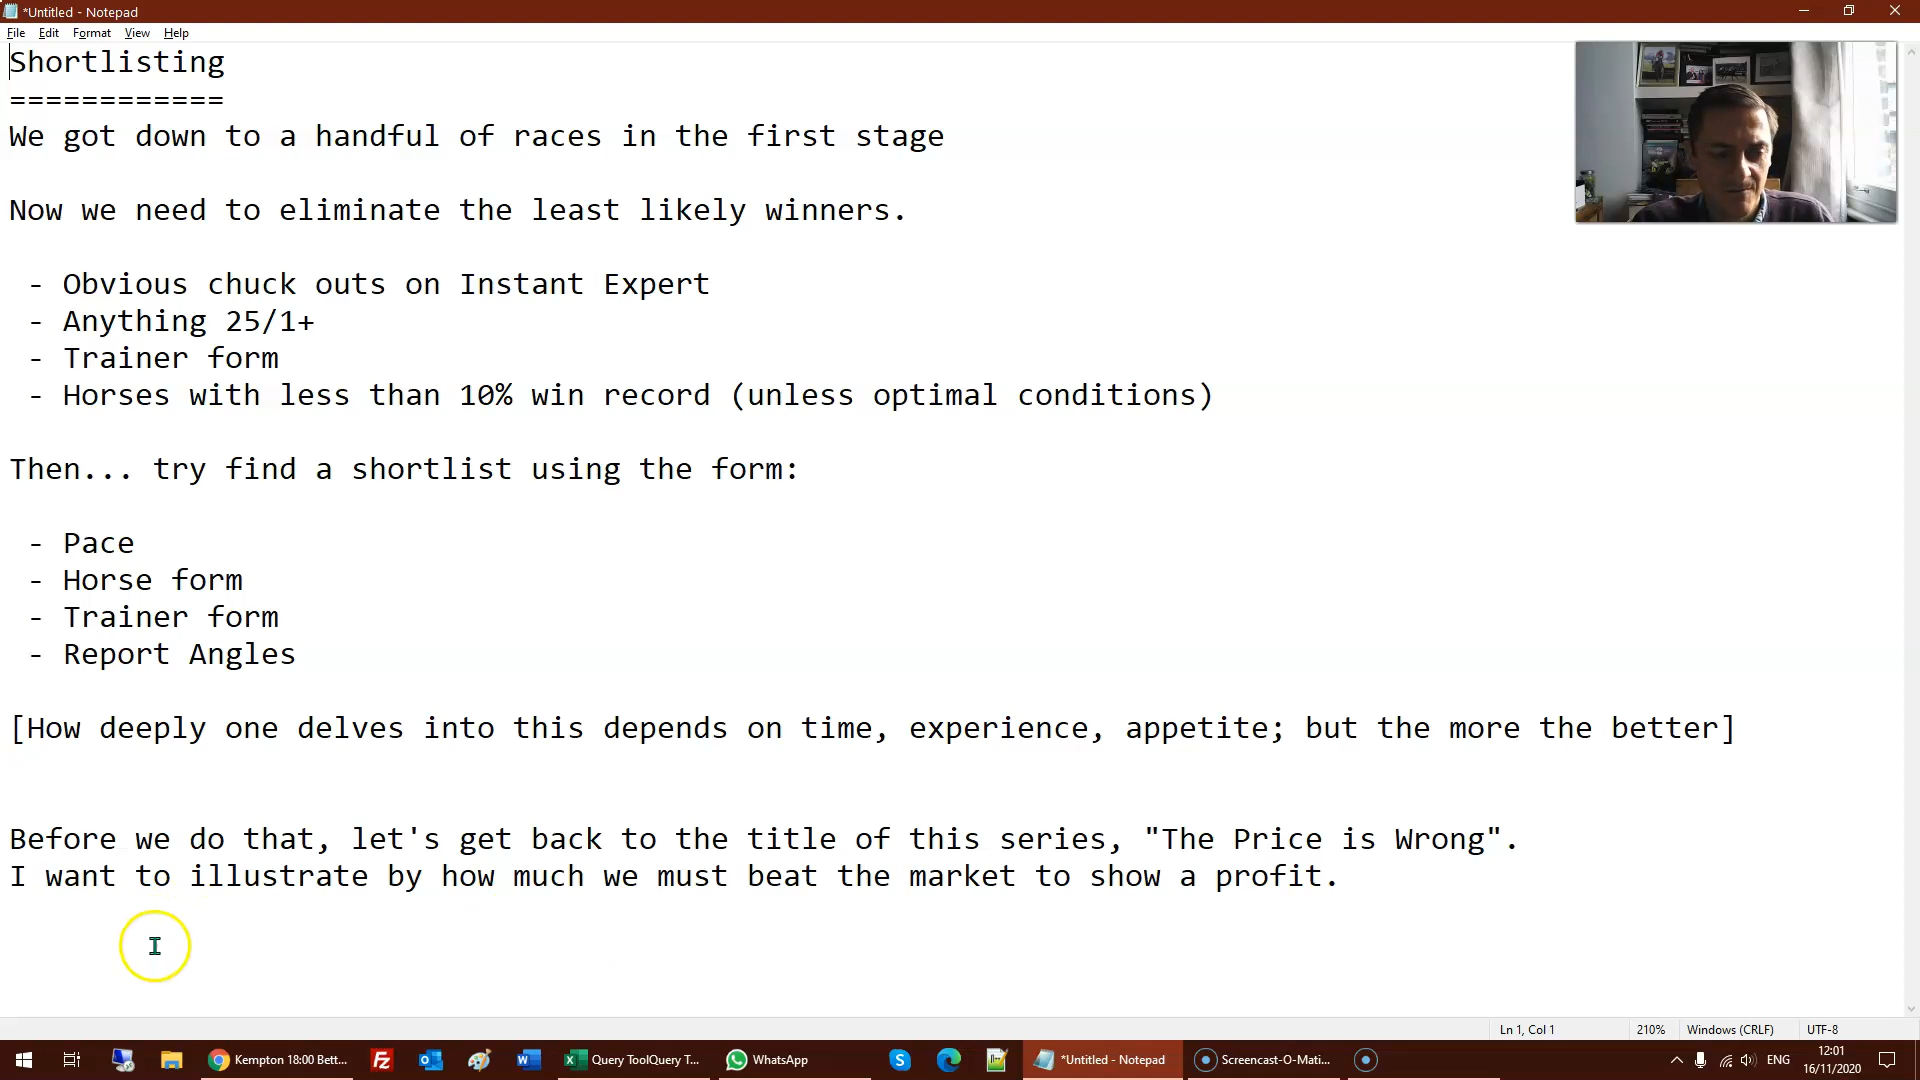 *Untitled - Notepad
File Edit Format View Help
Shortlisting
============
We got down to a handful of races in the first stage
Now we need to eliminate the least likely winners.
- Obvious chuck outs on Instant Expert
- Anything 25/1+
- Trainer form
- Horses with less than 10% win record (unless optimal conditions)
Then... try find a shortlist using the form:
- Pace
- Horse form
- Trainer form
- Report Angles
[How deeply one delves into this depends on time, experience, appetite; but the more the better]
Before we do that, let's get back to the title of this series, "The Price is Wrong".
I want to illustrate by how much we must beat the market to show a profit.
Ln 1, Col 1 210% Windows (CRLF) UTF-8
Kempton 18:00 Bett... Query ToolQuery T... WhatsApp *Untitled - Notepad Screencast-O-Mati... ENG 12:01
16/11/2020